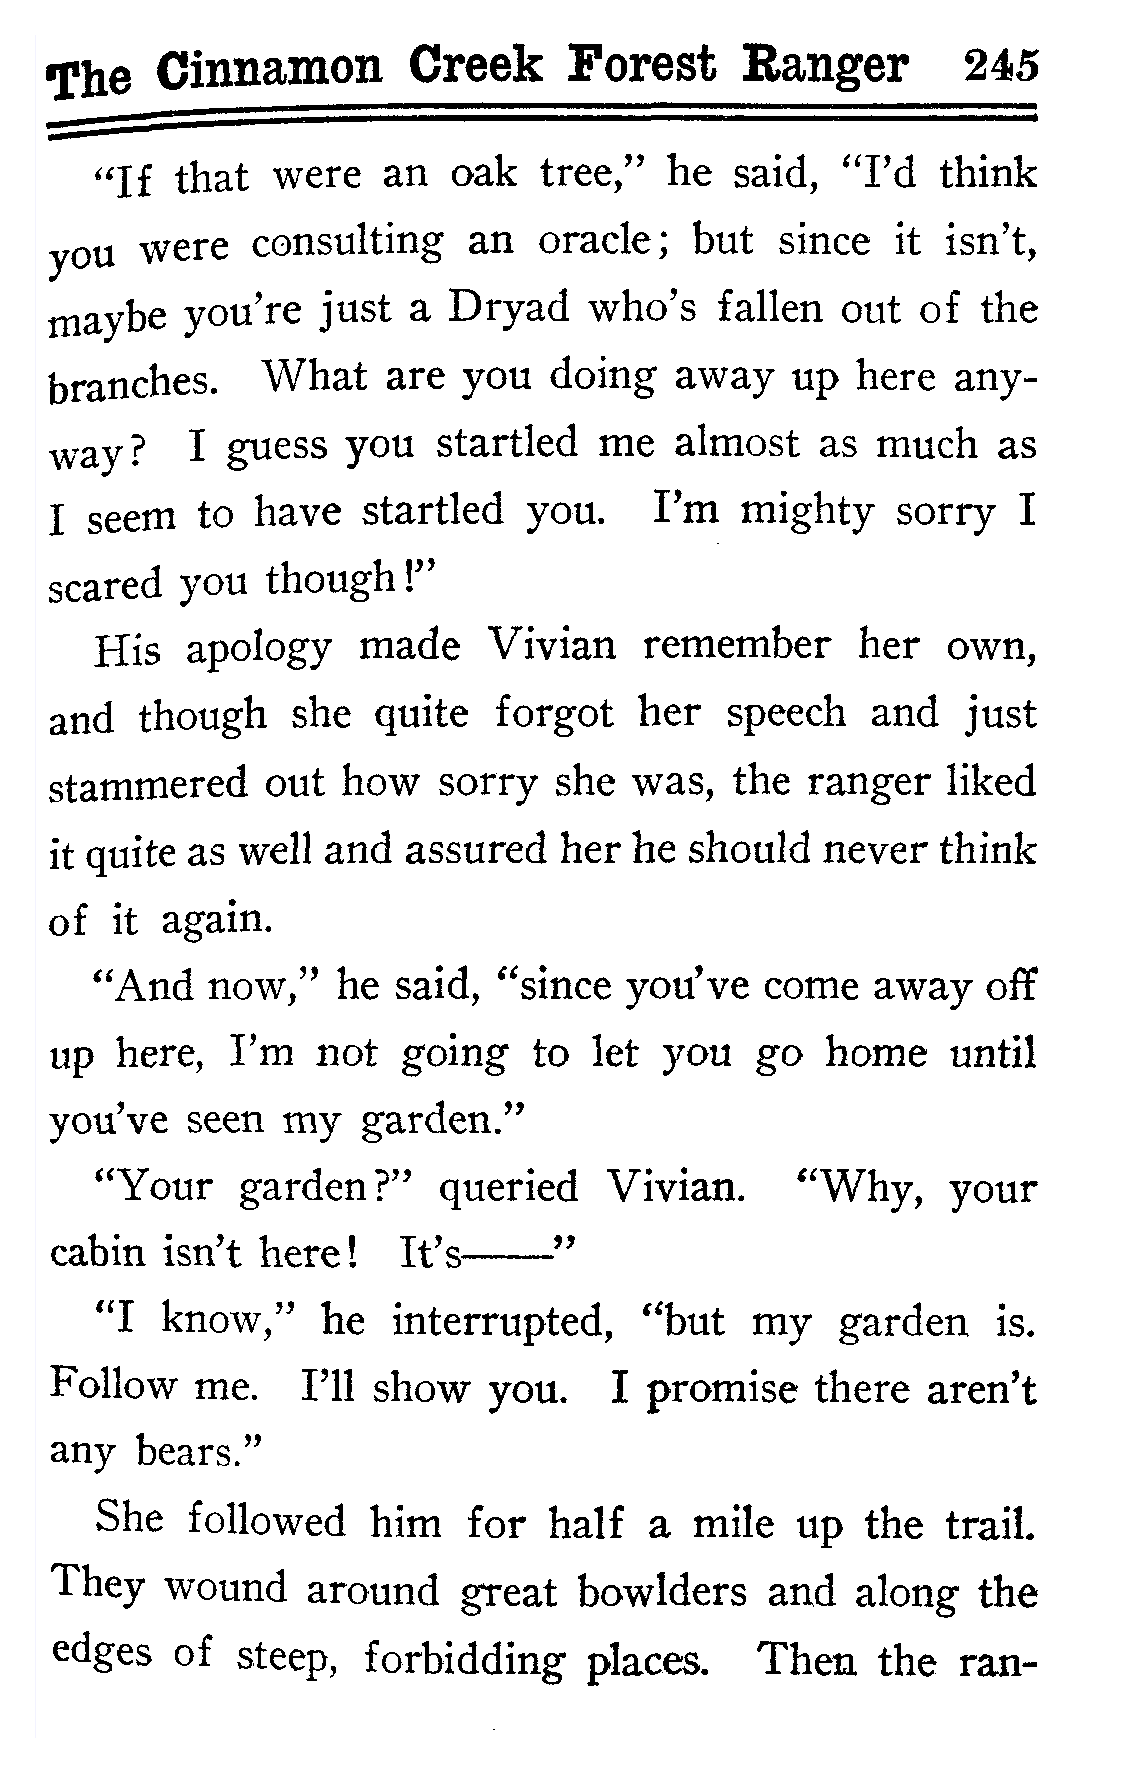 The Cinnamon Creek Forest Ranger 245
“If that were an oak tree,” he said, “I’d think
you were consulting an oracle; but since it isn’t,
maybe you’re just a Dryad who’s fallen out of the
branches. What are you doing away up here any-
way? I guess you startled me almost as much as
I seem to have startled you. I’m mighty sorry I
scared you though!”
His apology made Vivian remember her own,
and though she quite forgot her speech and just
stammered out how sorry she was, the ranger liked
it quite as well and assured her he should never think
of it again.
“And now,” he said, “since you’ve come away off
up here, I’m not going to let you go home until
you’ve seen my garden.”
“Your garden?” queried Vivian. “Why, your
cabin isn’t here! It’s——”
“I know,” he interrupted, “but my garden is.
Follow me. I’ll show you. I promise there aren’t
any bears.”
She followed him for half a mile up the trail.
They wound around great bowlders and along the
edges of steep, forbidding places. Then the ran-